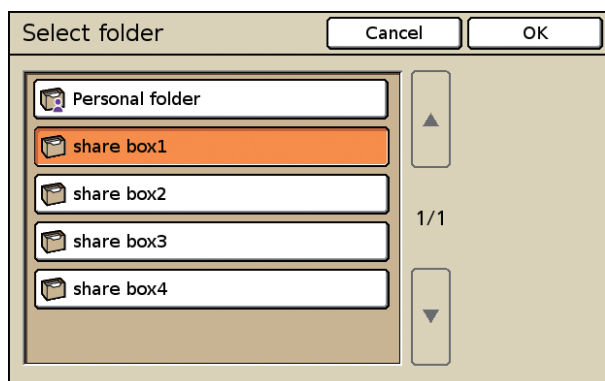 Select folder
Cancel
OK
Personal folder
share box1
share box2
share box3
share box4
1/1